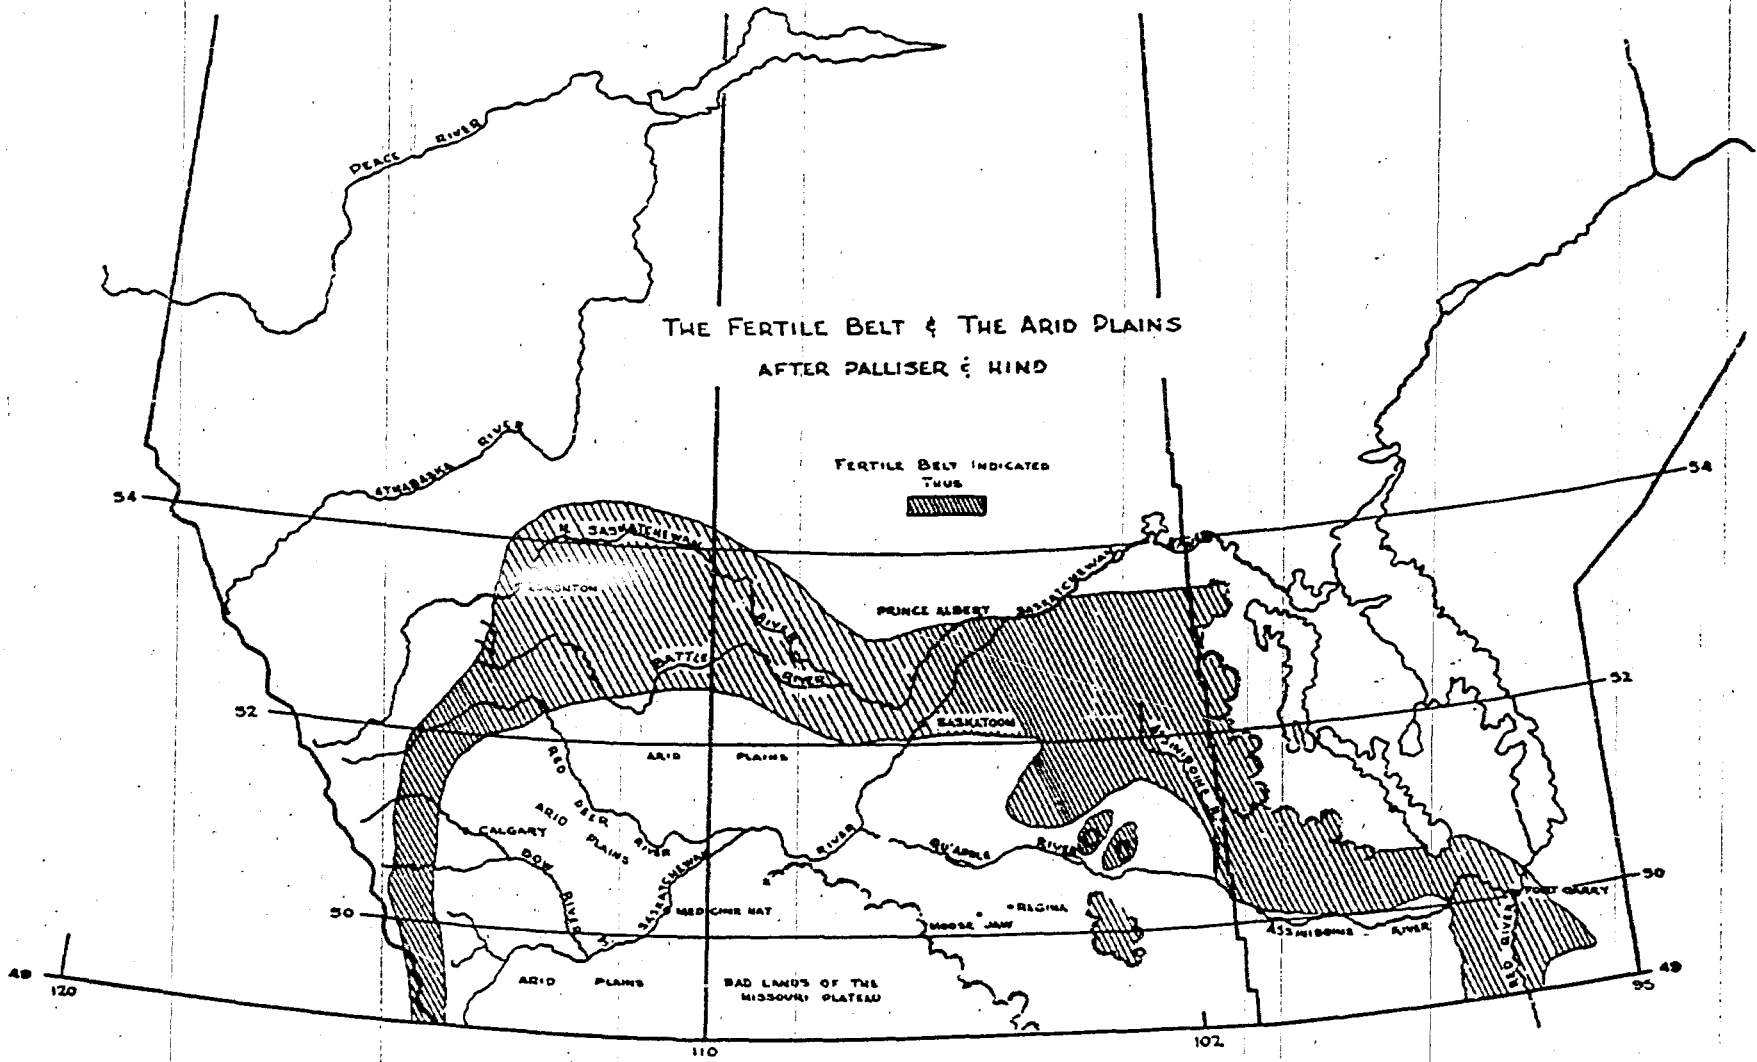 PEACE RIVER
THE FERTILE BELT & THE ARID PLAINS
AFTER PALLISER & HIND
ATHABASKA RIVER
FERTILE BELT INDICATED
THUS
54
54
N. SASKATCHEWAN
RIVER
EDMONTON
PRINCE ALBERT
SASKATCHEWAN
RIVER
BATTLE
RIVER
52
52
SASKATOON
ASSINIBOINE R.
ARID PLAINS
RED
DEER
RIVER
ARID
PLAINS
CALGARY
BOW
RIVER
S. SASKATCHEWAN
RIVER
QU'APPLE RIVER
50
50
MEDICINE HAT
MOOSE JAW
REGINA
FORT GARRY
ASSINIBOINE RIVER
RED RIVER
ARID PLAINS
BAD LANDS OF THE
MISSOURI PLATEAU
49
49
120
110
102
95